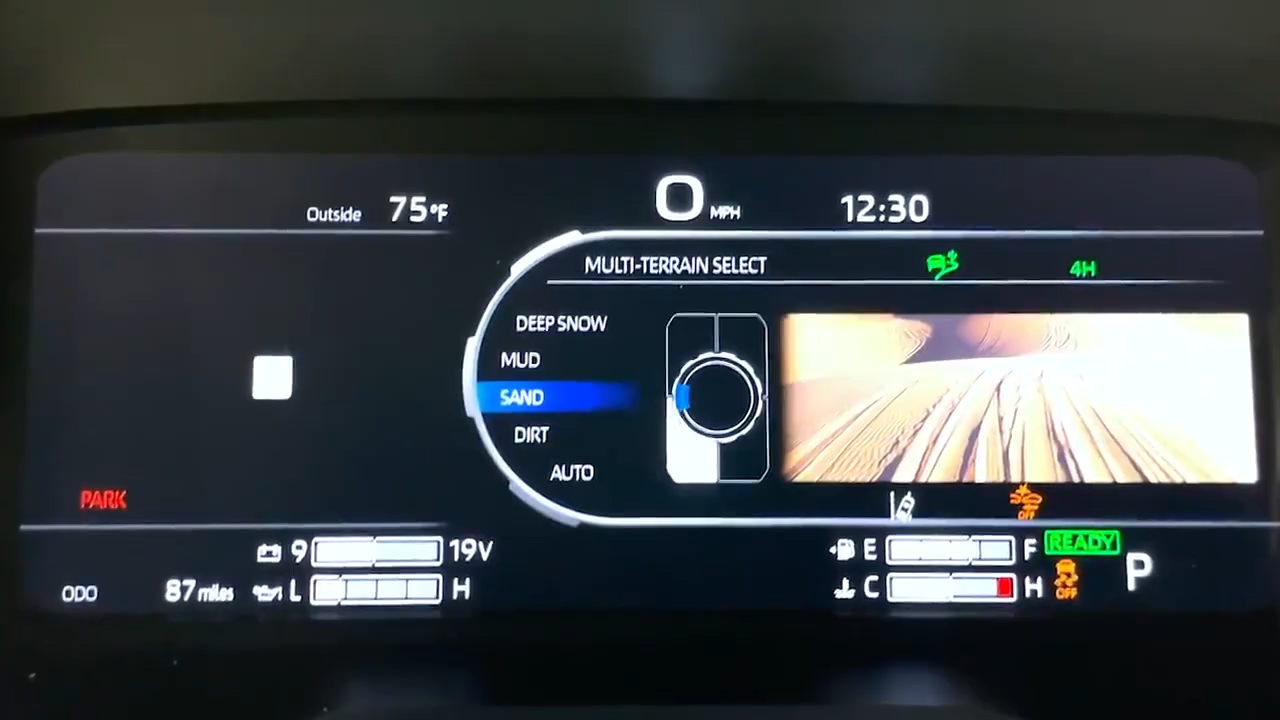 Outside 75°F
0 MPH
12:30
MULTI-TERRAIN SELECT
4H
DEEP SNOW
MUD
SAND
DIRT
AUTO
PARK
OFF
9 19V
E F
READY
ODO 87 miles
L H
C H
OFF
P